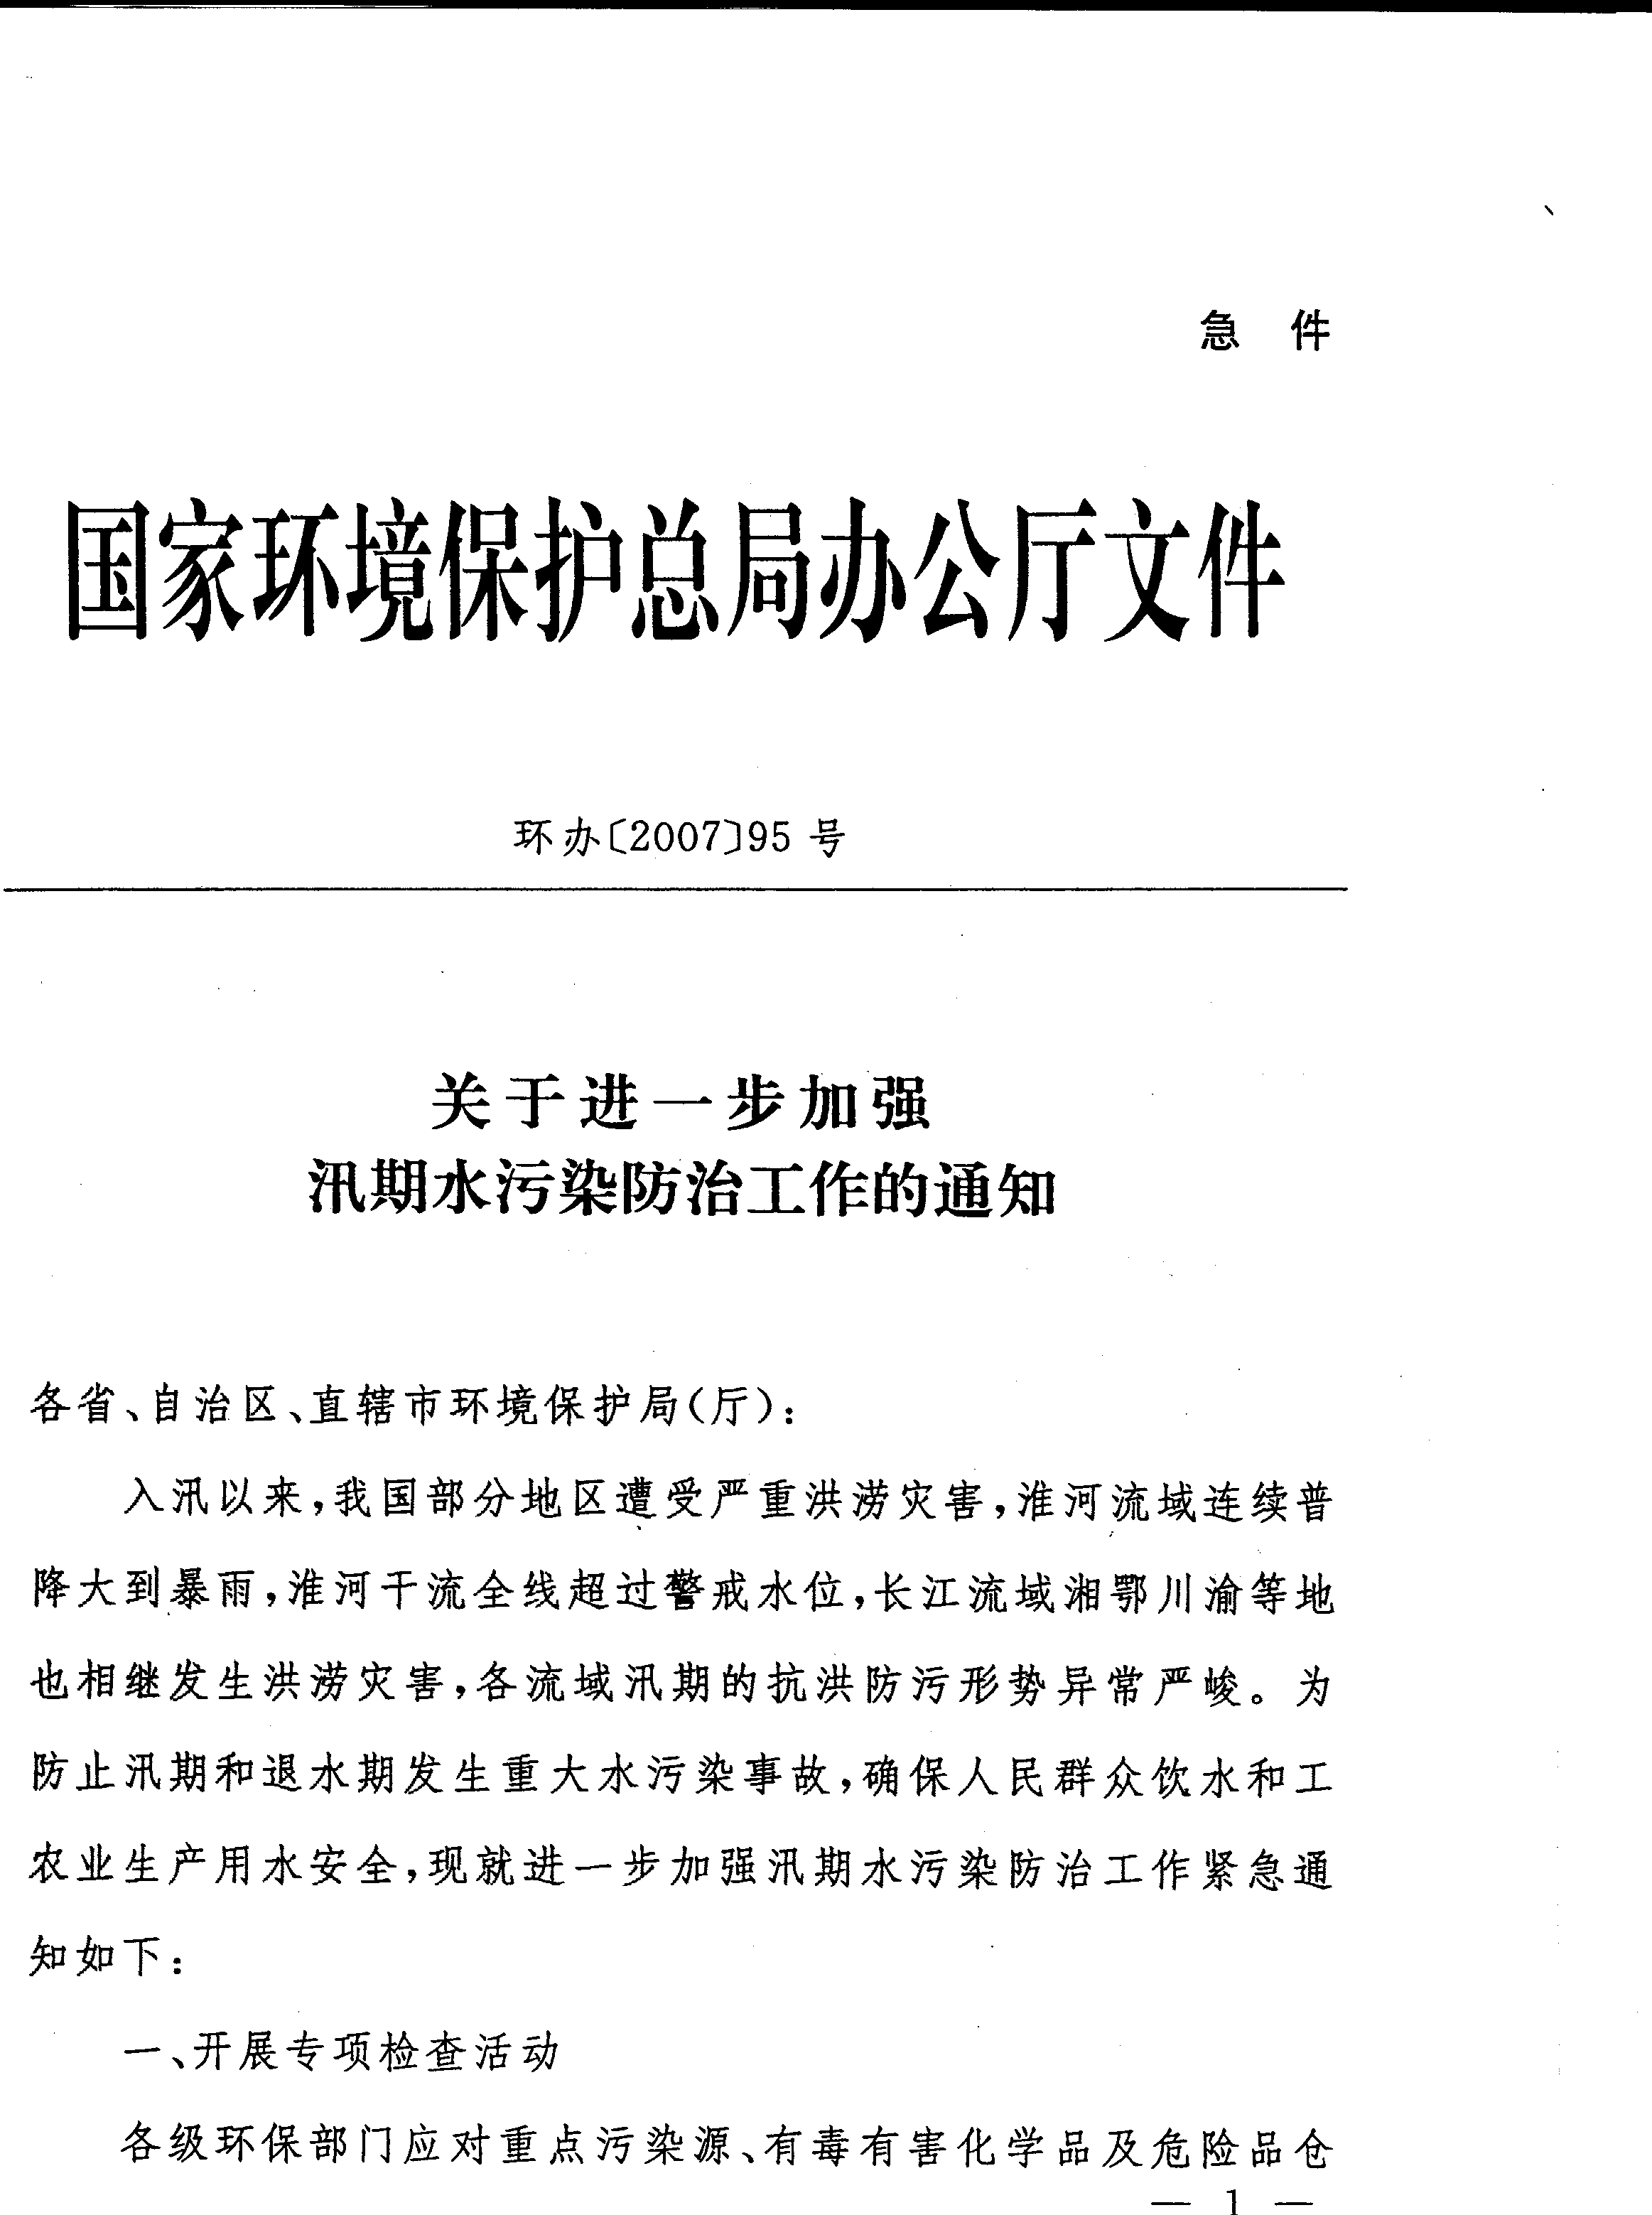 急 件
国家环境保护总局办公厅文件
环办〔2007〕95 号
关于进一步加强
汛期水污染防治工作的通知
各省、自治区、直辖市环境保护局(厅):
入汛以来,我国部分地区遭受严重洪涝灾害,淮河流域连续普
降大到暴雨,淮河干流全线超过警戒水位,长江流域湘鄂川渝等地
也相继发生洪涝灾害,各流域汛期的抗洪防污形势异常严峻。为
防止汛期和退水期发生重大水污染事故,确保人民群众饮水和工
农业生产用水安全,现就进一步加强汛期水污染防治工作紧急通
知如下:
一、开展专项检查活动
各级环保部门应对重点污染源、有毒有害化学品及危险品仓
— 1 —